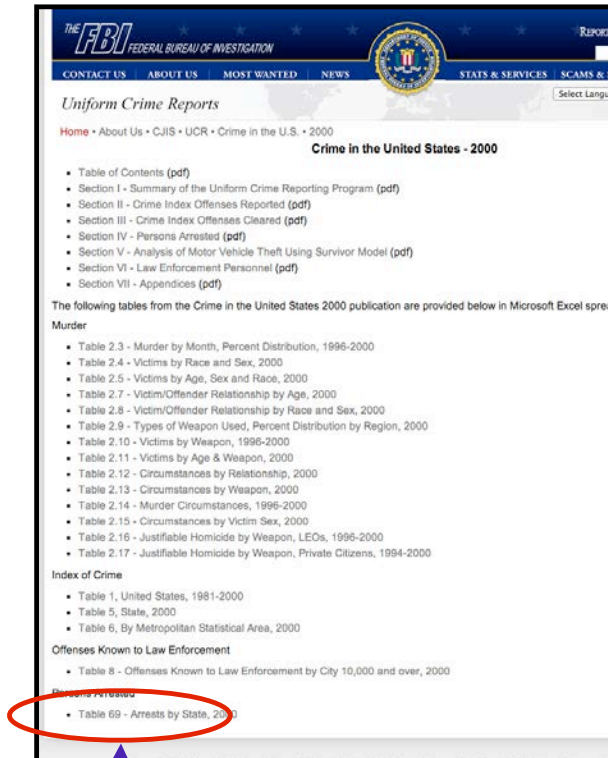 THE FBI FEDERAL BUREAU OF INVESTIGATION
REPOR
CONTACT US ABOUT US MOST WANTED NEWS STATS & SERVICES SCAMS &
Uniform Crime Reports
Select Langu
Home • About Us • CJIS • UCR • Crime in the U.S. • 2000
Crime in the United States - 2000
▪ Table of Contents (pdf)
▪ Section I - Summary of the Uniform Crime Reporting Program (pdf)
▪ Section II - Crime Index Offenses Reported (pdf)
▪ Section III - Crime Index Offenses Cleared (pdf)
▪ Section IV - Persons Arrested (pdf)
▪ Section V - Analysis of Motor Vehicle Theft Using Survivor Model (pdf)
▪ Section VI - Law Enforcement Personnel (pdf)
▪ Section VII - Appendices (pdf)
The following tables from the Crime in the United States 2000 publication are provided below in Microsoft Excel sprea
Murder
▪ Table 2.3 - Murder by Month, Percent Distribution, 1996-2000
▪ Table 2.4 - Victims by Race and Sex, 2000
▪ Table 2.5 - Victims by Age, Sex and Race, 2000
▪ Table 2.7 - Victim/Offender Relationship by Age, 2000
▪ Table 2.8 - Victim/Offender Relationship by Race and Sex, 2000
▪ Table 2.9 - Types of Weapon Used, Percent Distribution by Region, 2000
▪ Table 2.10 - Victims by Weapon, 1996-2000
▪ Table 2.11 - Victims by Age & Weapon, 2000
▪ Table 2.12 - Circumstances by Relationship, 2000
▪ Table 2.13 - Circumstances by Weapon, 2000
▪ Table 2.14 - Murder Circumstances, 1996-2000
▪ Table 2.15 - Circumstances by Victim Sex, 2000
▪ Table 2.16 - Justifiable Homicide by Weapon, LEOs, 1996-2000
▪ Table 2.17 - Justifiable Homicide by Weapon, Private Citizens, 1994-2000
Index of Crime
▪ Table 1, United States, 1981-2000
▪ Table 5, State, 2000
▪ Table 6, By Metropolitan Statistical Area, 2000
Offenses Known to Law Enforcement
▪ Table 8 - Offenses Known to Law Enforcement by City 10,000 and over, 2000
Persons Arrested
▪ Table 69 - Arrests by State, 2000